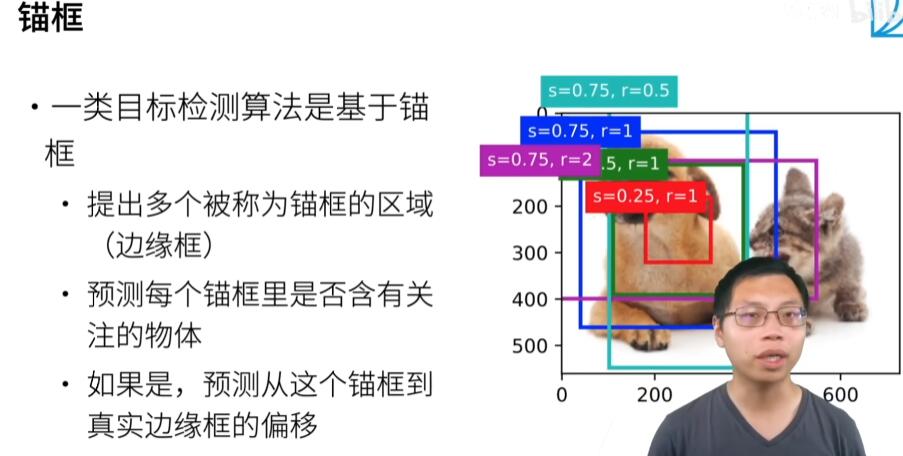 锚框
• 一类目标检测算法是基于锚
框
• 提出多个被称为锚框的区域
（边缘框）
• 预测每个锚框里是否含有关
注的物体
• 如果是，预测从这个锚框到
真实边缘框的偏移
s=0.75, r=0.5
0
s=0.75, r=1
s=0.75, r=2
.5, r=1
s=0.25, r=1
200
300
400
500
0
200
600